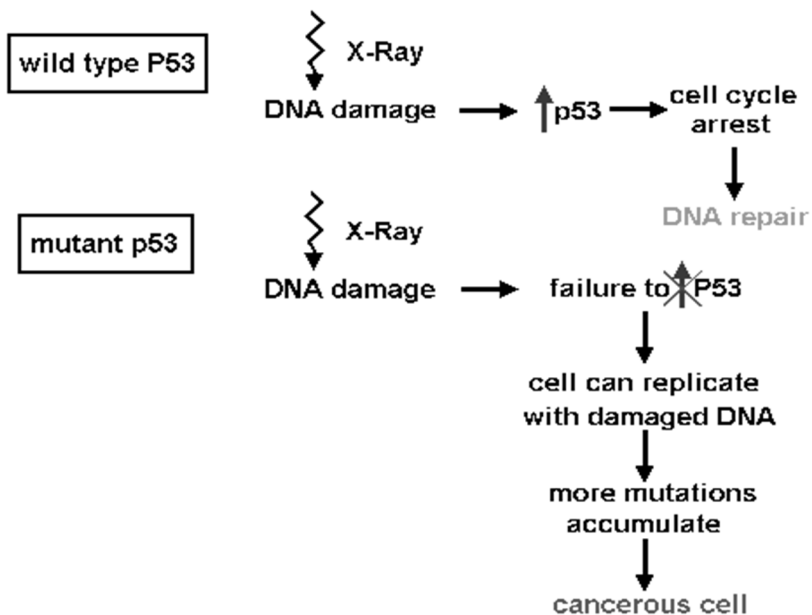 wild type P53
X-Ray
DNA damage
p53
cell cycle
arrest
DNA repair
mutant p53
X-Ray
DNA damage
failure to P53
cell can replicate
with damaged DNA
more mutations
accumulate
cancerous cell